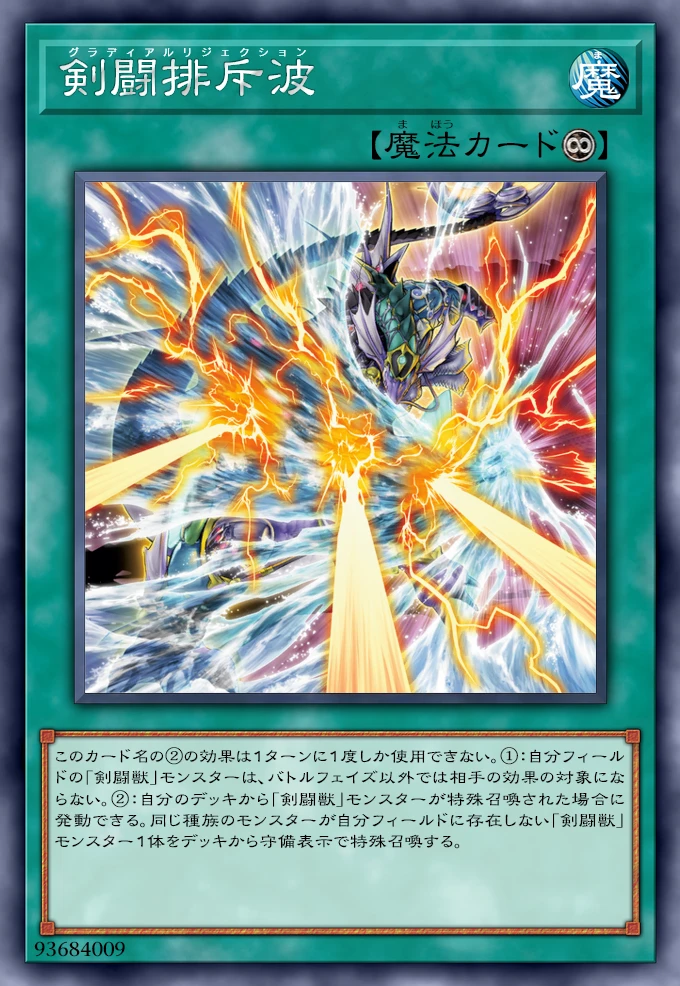 グラディアルリジェクション
剣闘排斥波
ま
魔
ま ほう
【魔法カード♾】
このカード名の②の効果は1ターンに1度しか使用できない。①:自分フィール
ドの「剣闘獣」モンスターは、バトルフェイズ以外では相手の効果の対象にな
らない。②:自分のデッキから「剣闘獣」モンスターが特殊召喚された場合に
発動できる。同じ種族のモンスターが自分フィールドに存在しない「剣闘獣」
モンスター1体をデッキから守備表示で特殊召喚する。
93684009